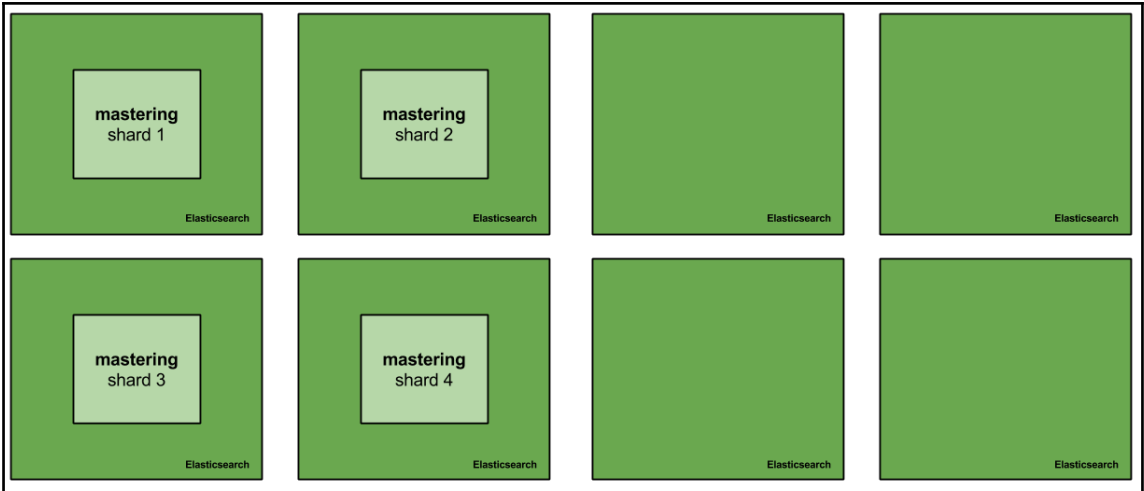 mastering
shard 1
Elasticsearch
mastering
shard 2
Elasticsearch
Elasticsearch
Elasticsearch
mastering
shard 3
Elasticsearch
mastering
shard 4
Elasticsearch
Elasticsearch
Elasticsearch